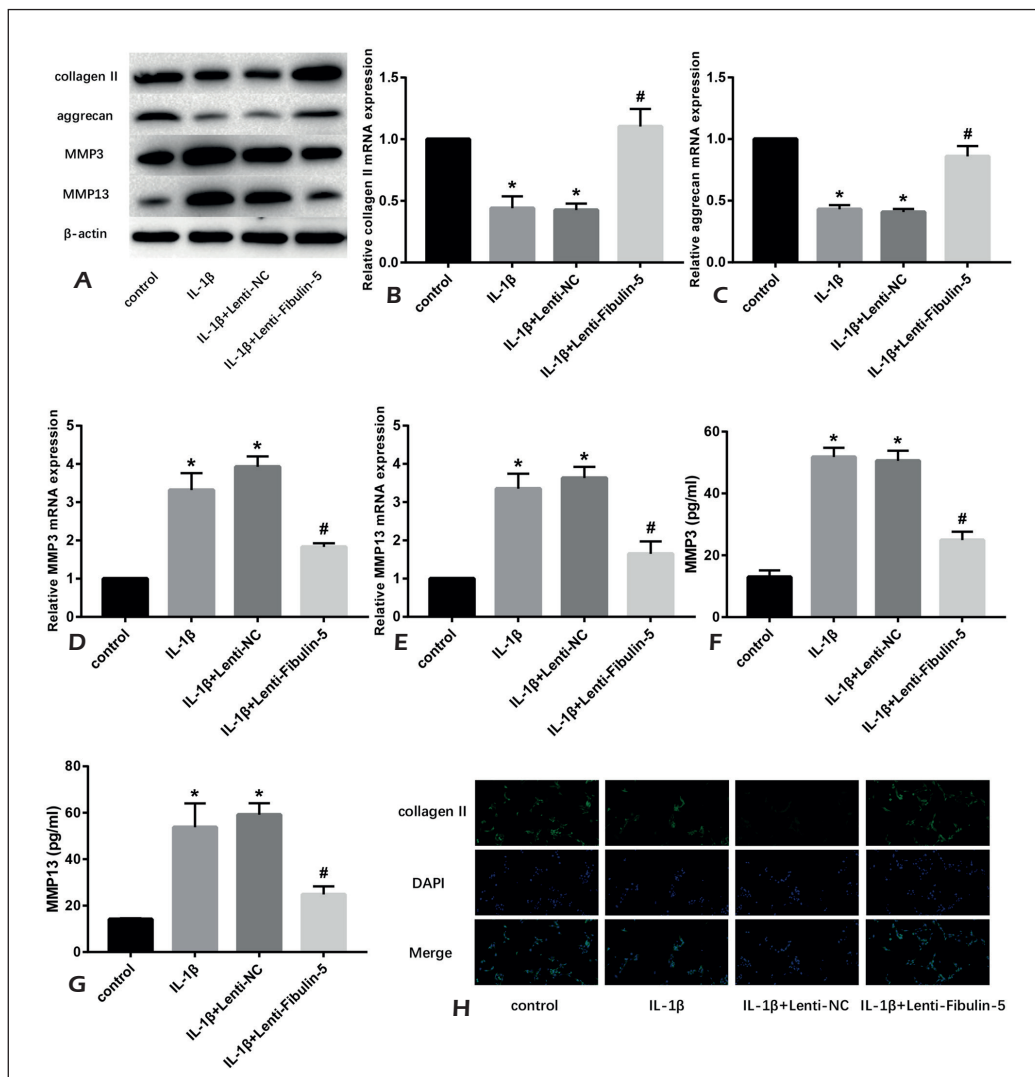 collagen II
aggrecan
MMP3
MMP13
β-actin
A
control
IL-1β
IL-1β+Lenti-NC
IL-1β+Lenti-Fibulin-5
Relative collagen II mRNA expression
1.5
1.0
0.5
0.0
*
*
#
B
control
IL-1β
IL-1β+Lenti-NC
IL-1β+Lenti-Fibulin-5
Relative aggrecan mRNA expression
1.5
1.0
0.5
0.0
*
*
#
C
control
IL-1β
IL-1β+Lenti-NC
IL-1β+Lenti-Fibulin-5
Relative MMP3 mRNA expression
5
4
3
2
1
0
*
*
#
D
control
IL-1β
IL-1β+Lenti-NC
IL-1β+Lenti-Fibulin-5
Relative MMP13 mRNA expression
5
4
3
2
1
0
*
*
#
E
control
IL-1β
IL-1β+Lenti-NC
IL-1β+Lenti-Fibulin-5
MMP3 (pg/ml)
60
40
20
0
*
*
#
F
control
IL-1β
IL-1β+Lenti-NC
IL-1β+Lenti-Fibulin-5
MMP13 (pg/ml)
80
60
40
20
0
*
*
#
G
control
IL-1β
IL-1β+Lenti-NC
IL-1β+Lenti-Fibulin-5
collagen II
DAPI
Merge
H
control
IL-1β
IL-1β+Lenti-NC
IL-1β+Lenti-Fibulin-5